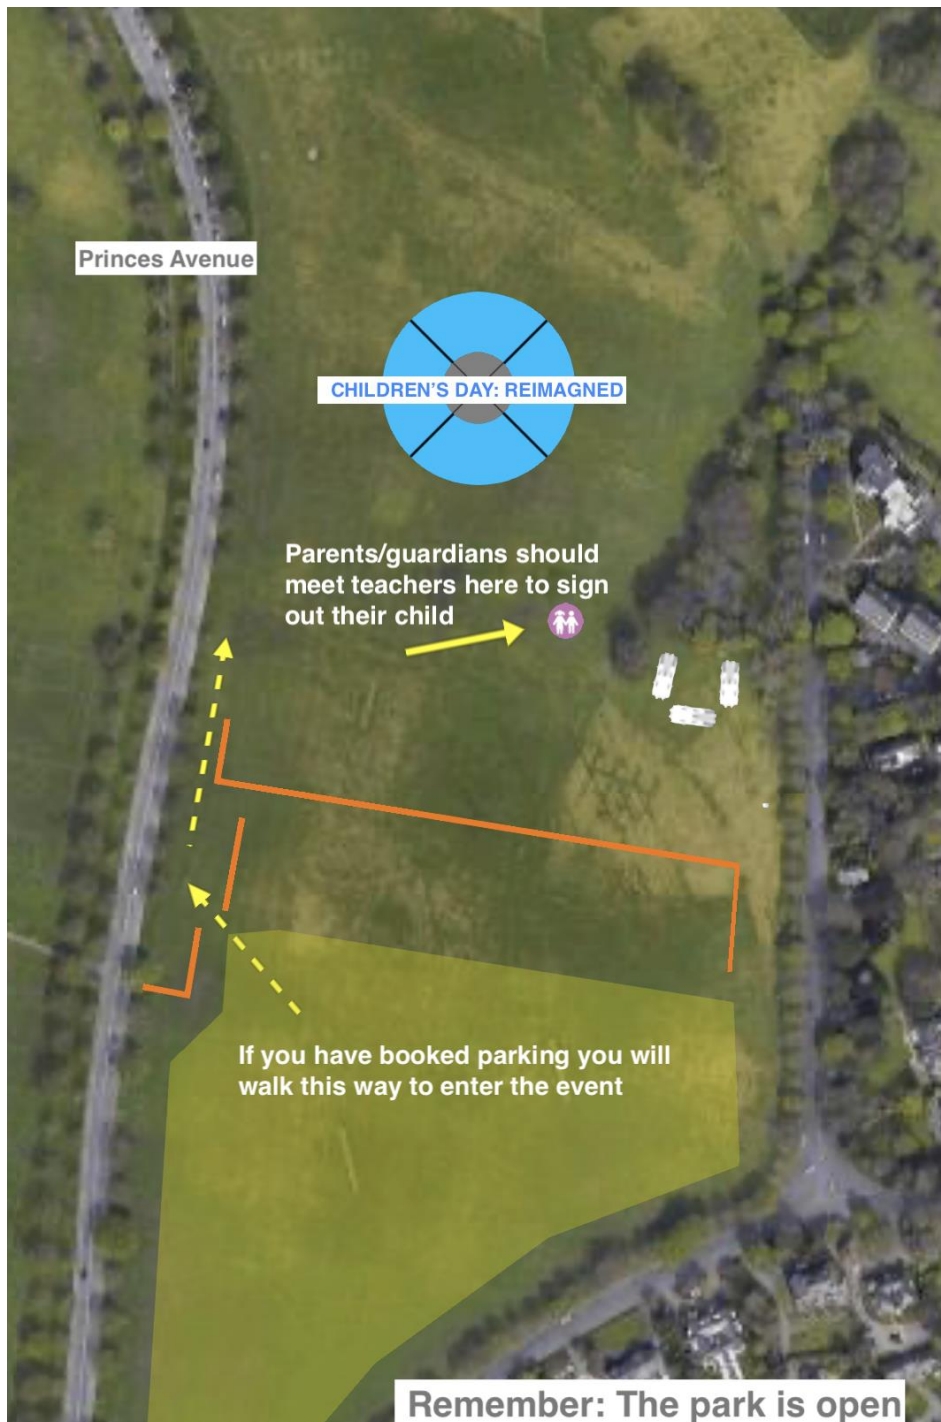 Princes Avenue
CHILDREN'S DAY: REIMAGNED
Parents/guardians should
meet teachers here to sign
out their child
If you have booked parking you will
walk this way to enter the event
Remember: The park is open